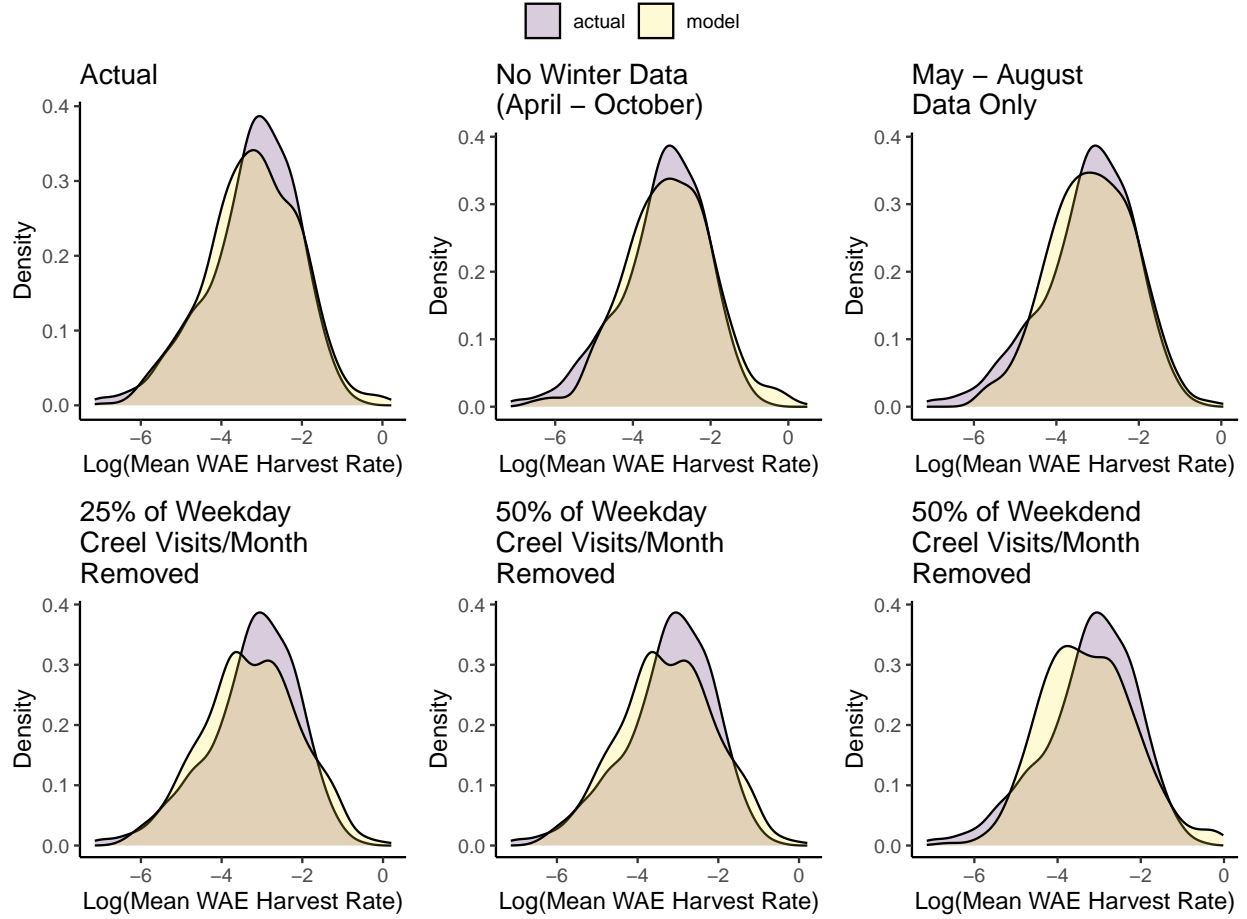 actual model
Actual
No Winter Data
(April – October)
May – August
Data Only
0.4
0.3
0.2
0.1
0.0
Density
−6 −4 −2 0
Log(Mean WAE Harvest Rate)
0.4
0.3
0.2
0.1
0.0
Density
−6 −4 −2 0
Log(Mean WAE Harvest Rate)
0.4
0.3
0.2
0.1
0.0
Density
−6 −4 −2 0
Log(Mean WAE Harvest Rate)
25% of Weekday
Creel Visits/Month
Removed
0.4
0.3
0.2
0.1
0.0
Density
−6 −4 −2 0
Log(Mean WAE Harvest Rate)
50% of Weekday
Creel Visits/Month
Removed
0.4
0.3
0.2
0.1
0.0
Density
−6 −4 −2 0
Log(Mean WAE Harvest Rate)
50% of Weekdend
Creel Visits/Month
Removed
0.4
0.3
0.2
0.1
0.0
Density
−6 −4 −2 0
Log(Mean WAE Harvest Rate)